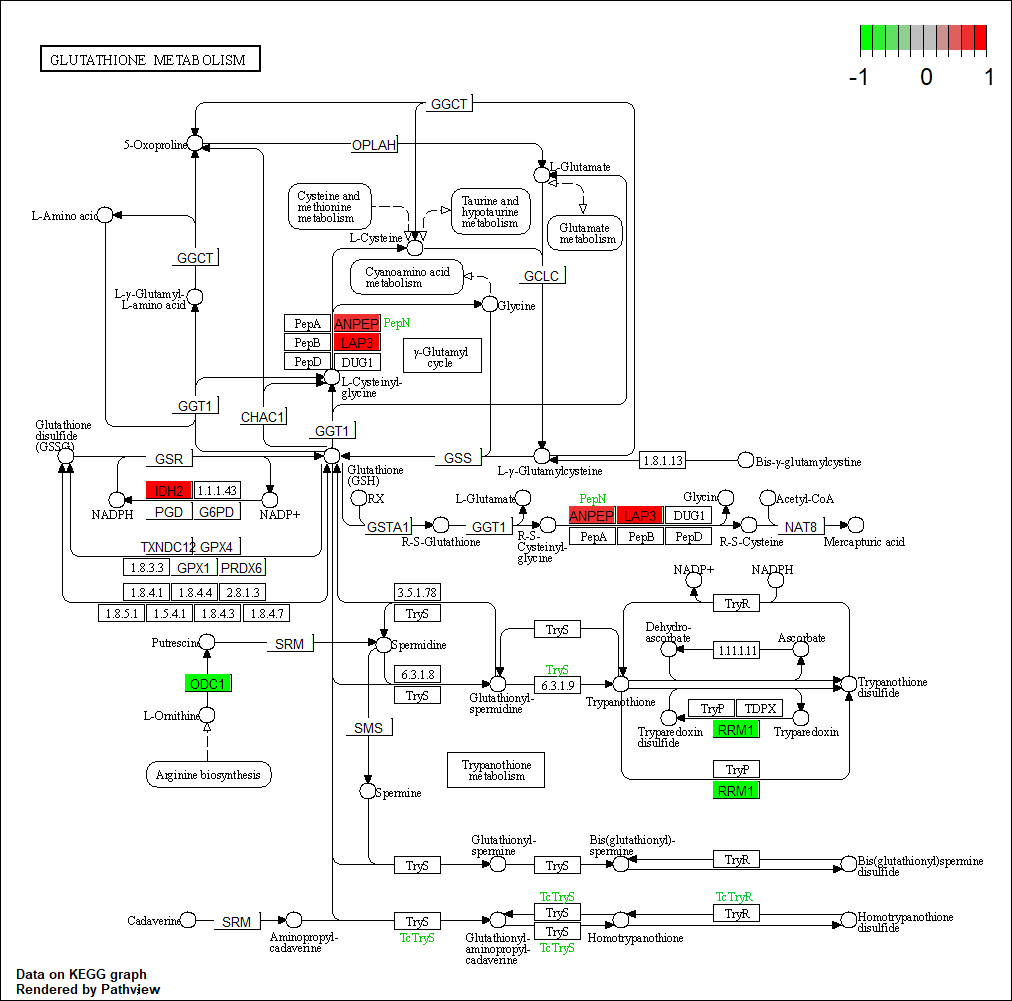 GLUTATHIONE METABOLISM
-1 0 1
GGCT
5-Oxoproline
OPLAH
L-Glutamate
Cysteine and
methionine
metabolism
Taurine and
hypotaurine
metabolism
Glutamate
metabolism
L-Amino acid
L-Cysteine
GGCT
Cyanoamino acid
metabolism
GCLC
L-γ-Glutamyl-
L-amino acid
Glycine
PepA ANPEP PepN
PepB LAP3
PepD DUG1
γ-Glutamyl
cycle
L-Cysteinyl-
glycine
GGT1
CHAC1
GGT1
Glutathione
disulfide
(GSSG)
GSR
Glutathione
(GSH)
GSS
L-γ-Glutamylcysteine
1.8.1.13
Bis-γ-glutamylcystine
IDH2 1.1.1.43
NADPH
PGD G6PD
NADP+
RX
GSTA1
R-S-Glutathione
L-Glutamate
GGT1
R-S-
Cysteinyl-
glycine
PepN
ANPEP LAP3 DUG1
PepA PepB PepD
Glycin
R-S-Cysteine
Acetyl-CoA
NAT8
Mercapturic acid
TXNDC12 GPX4
1.8.3.3 GPX1 PRDX6
1.8.4.1 1.8.4.4 2.8.1.3
1.8.5.1 1.5.4.1 1.8.4.3 1.8.4.7
3.5.1.78
TryS
NADP+ NADPH
TryR
Putrescine
SRM
Spermidine
TryS
Dehydro-
ascorbate
1.11.1.11
Ascorbate
6.3.1.8
TryS
TryS
6.3.1.9
ODC1
Glutathionyl-
spermidine
Trypanothione
Trypanothione
disulfide
L-Ornithine
SMS
TryP TDPX
RRM1
Tryparedoxin
disulfide
Tryparedoxin
Arginine biosynthesis
Trypanothione
metabolism
TryP
RRM1
Spermine
TryS
Glutathionyl-
spermine
TryS
Bis(glutathionyl)-
spermine
TryR
Bis(glutathionyl)spermine
disulfide
Cadaverine
SRM
Aminopropyl-
cadaverine
TryS
TcTryS
Glutathionyl-
aminopropyl-
cadaverine
TcTryS
TryS
TryS
TcTryS
Homotrypanothione
TcTryR
TryR
Homotrypanothione
disulfide
Data on KEGG graph
Rendered by Pathview